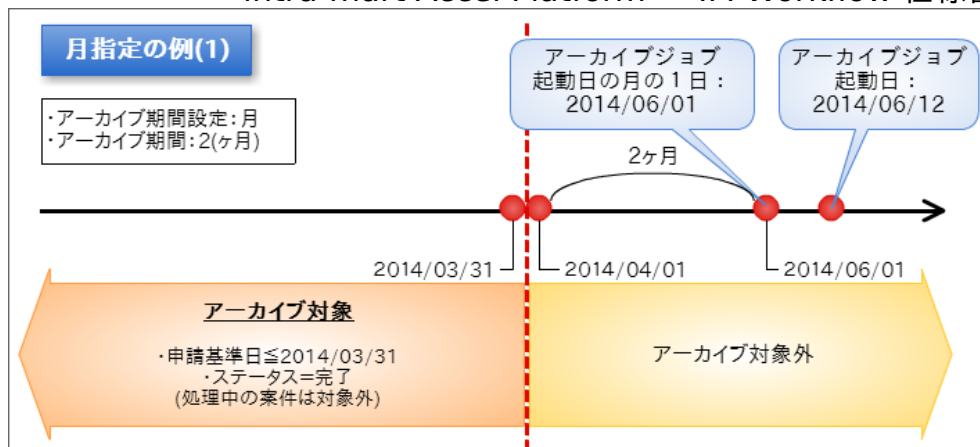 月指定の例(1)
・アーカイブ期間設定：月
・アーカイブ期間：2(ヶ月)
アーカイブジョブ
起動日の月の１日：
2014/06/01
アーカイブジョブ
起動日：
2014/06/12
2ヶ月
2014/03/31
2014/04/01
2014/06/01
アーカイブ対象
・申請基準日≦2014/03/31
・ステータス=完了
(処理中の案件は対象外)
アーカイブ対象外